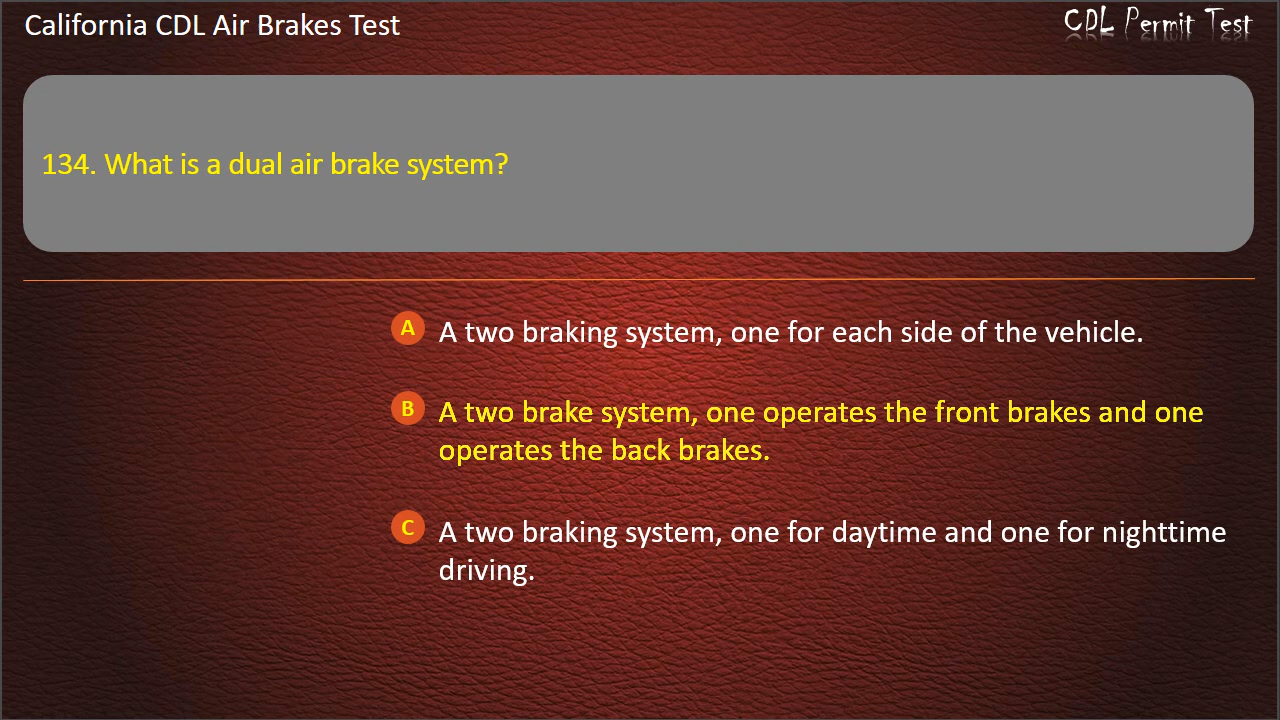 California CDL Air Brakes Test
CDL Permit Test
134. What is a dual air brake system?
A A two braking system, one for each side of the vehicle.
B A two brake system, one operates the front brakes and one
operates the back brakes.
C A two braking system, one for daytime and one for nighttime
driving.